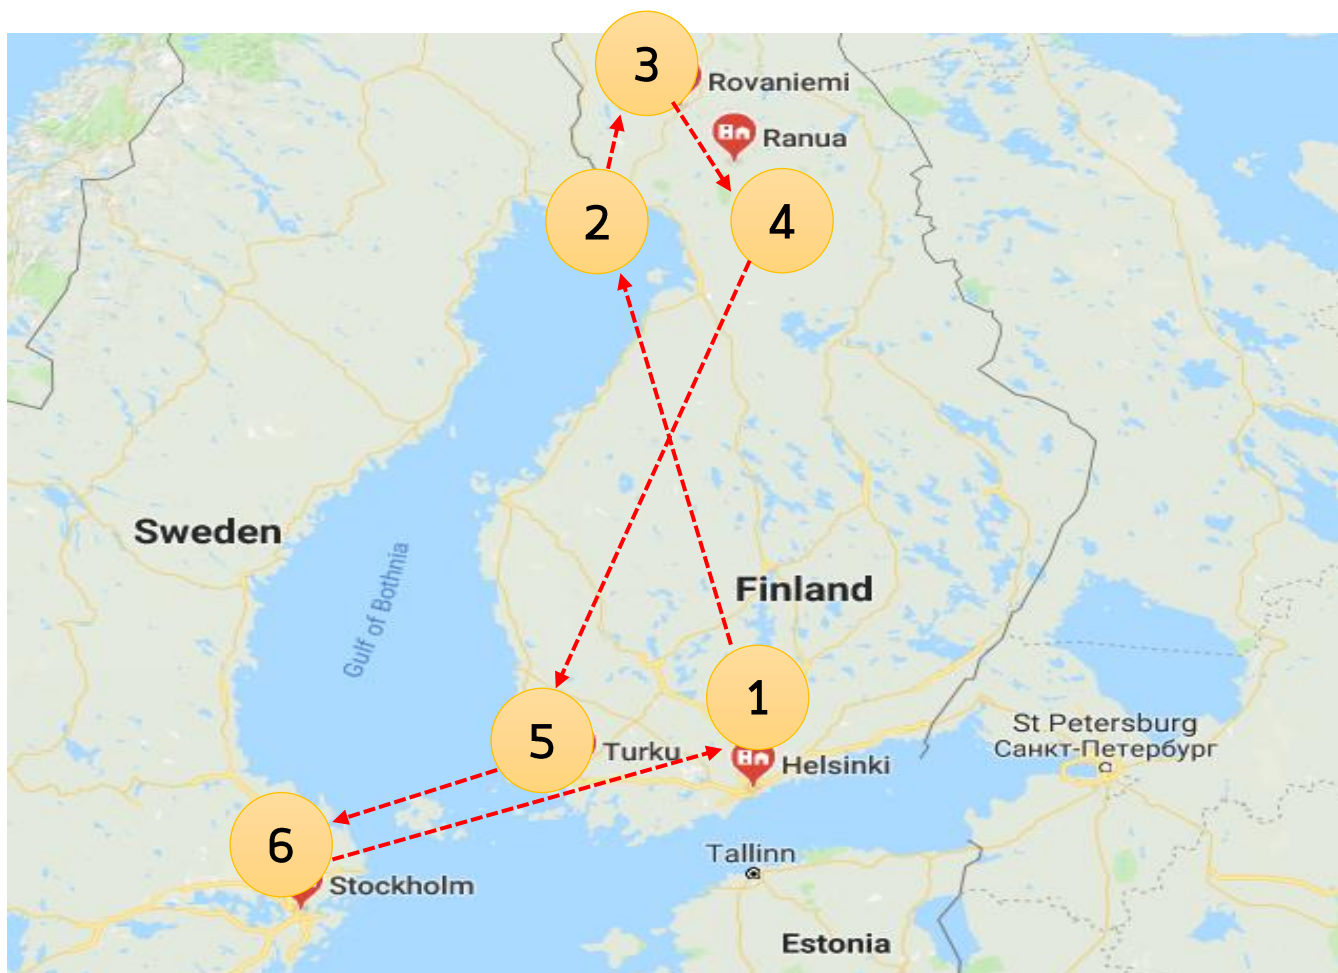 3
Rovaniemi
Ranua
2
4
Sweden
Gulf of Bothnia
Finland
1
5
Turku
Helsinki
St Petersburg
Санкт-Петербург
6
Stockholm
Tallinn
Estonia